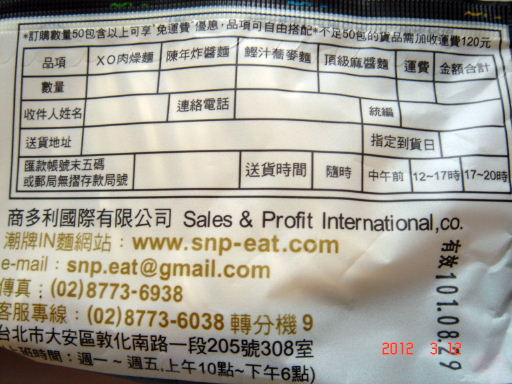 *訂購數量50包含以上可享"免運費"優惠，品項可自由搭配*不足50包的貨品需加收運費120元
品項 XO肉燥麵 陳年炸醬麵 鰹汁蕎麥麵 頂級麻醬麵 運費 金額合計
數量
收件人姓名 連絡電話 統編
送貨地址 指定到貨日
匯款帳號末五碼
或郵局無摺存款局號 送貨時間 隨時 中午前 12~17時 17~20時
商多利國際有限公司 Sales & Profit International,co.
潮牌IN麵網站：www.snp-eat.com
e-mail：snp.eat@gmail.com
傳真：(02)8773-6938
客服專線：(02)8773-6038 轉分機9
台北市大安區敦化南路一段205號308室
上班時間：週一～週五,上午10點~下午6點)
有效101.08.29
2012 3.12